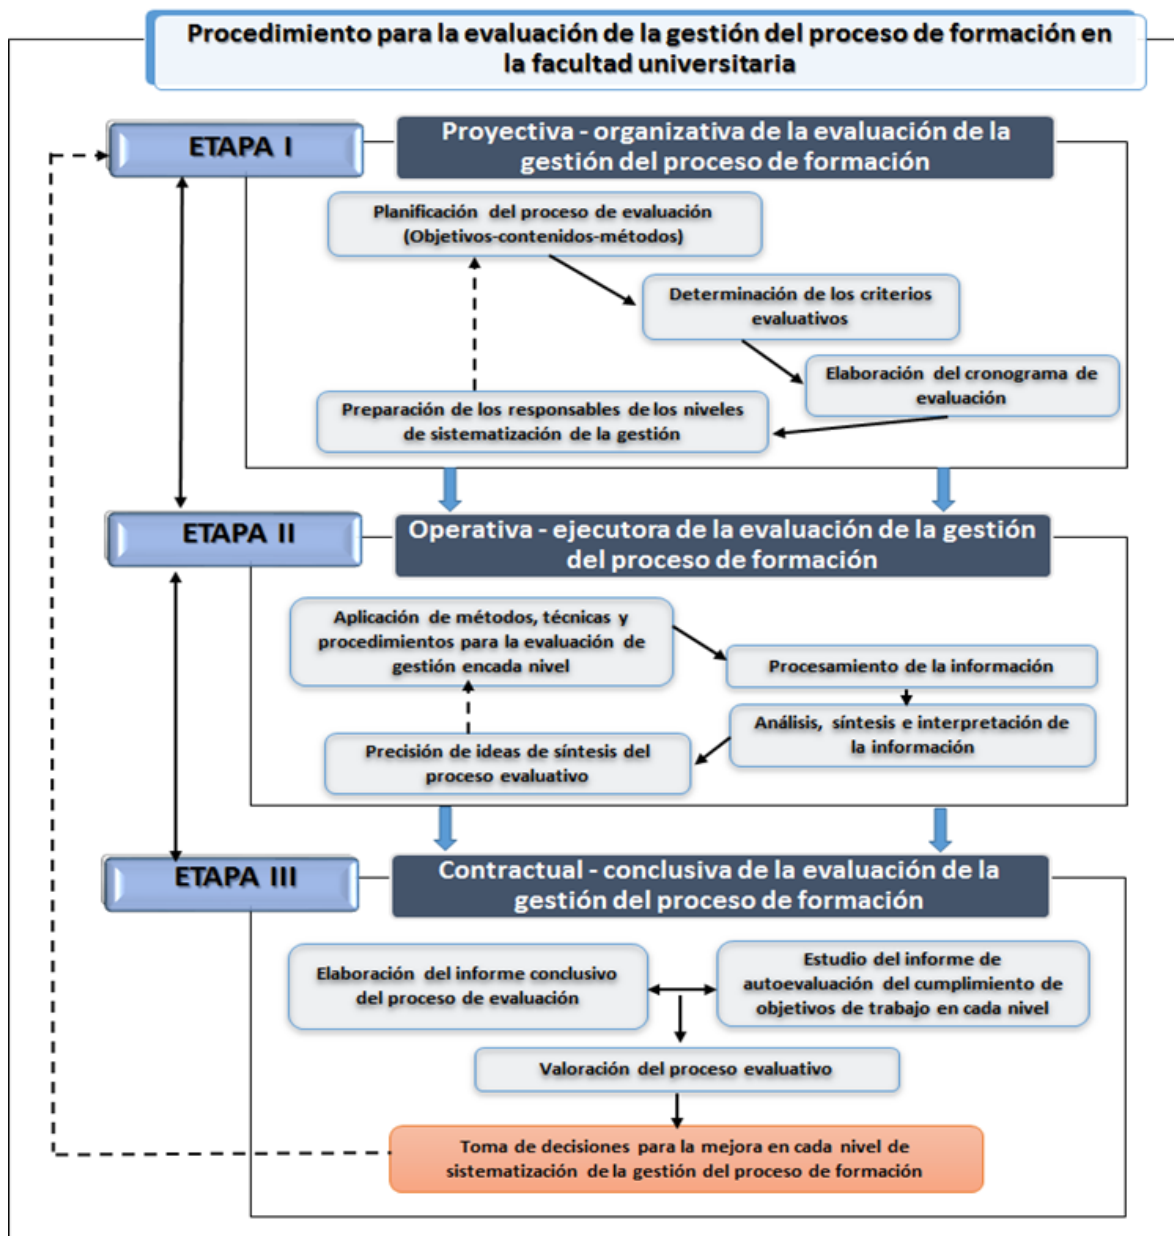 Procedimiento para la evaluación de la gestión del proceso de formación en
la facultad universitaria
ETAPA I
Proyectiva - organizativa de la evaluación de la
gestión del proceso de formación
Planificación del proceso de evaluación
(Objetivos-contenidos-métodos)
Determinación de los criterios
evaluativos
Elaboración del cronograma de
evaluación
Preparación de los responsables de los niveles
de sistematización de la gestión
ETAPA II
Operativa - ejecutora de la evaluación de la gestión
del proceso de formación
Aplicación de métodos, técnicas y
procedimientos para la evaluación de
gestión encada nivel
Procesamiento de la información
Análisis, síntesis e interpretación de
la información
Precisión de ideas de síntesis del
proceso evaluativo
ETAPA III
Contractual - conclusiva de la evaluación de la
gestión del proceso de formación
Elaboración del informe conclusivo
del proceso de evaluación
Estudio del informe de
autoevaluación del cumplimiento de
objetivos de trabajo en cada nivel
Valoración del proceso evaluativo
Toma de decisiones para la mejora en cada nivel de
sistematización de la gestión del proceso de formación